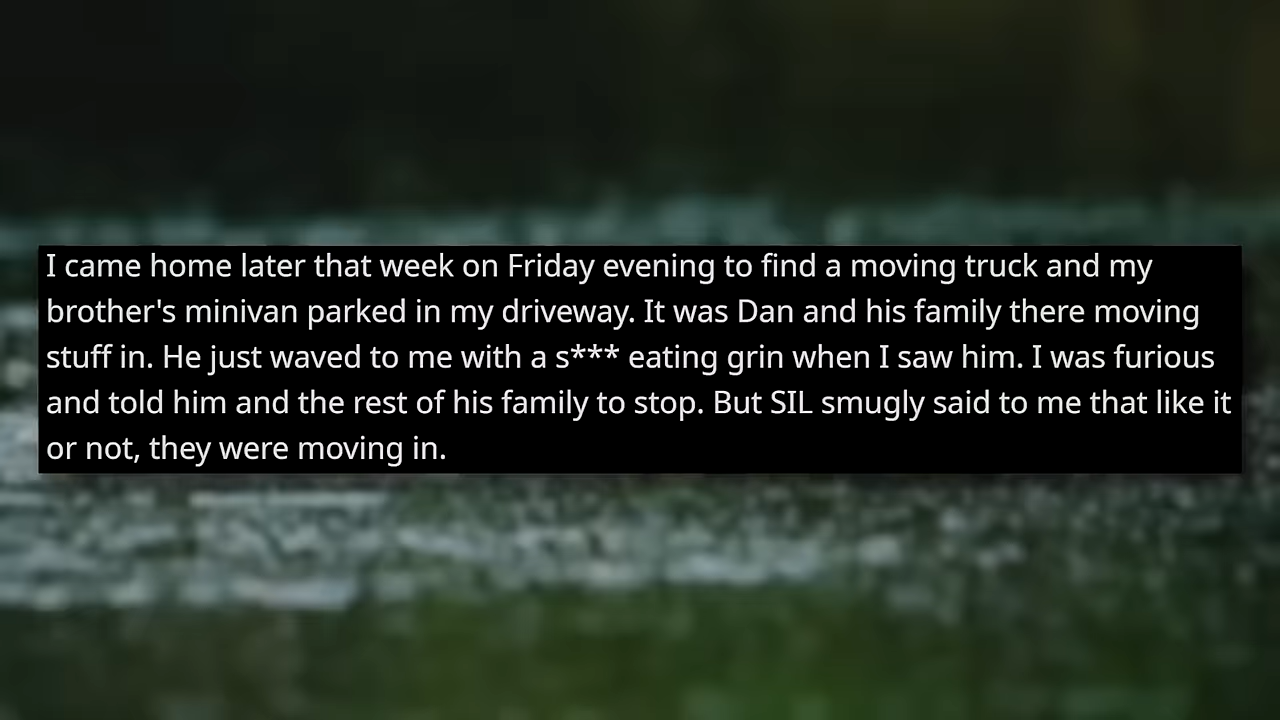 I came home later that week on Friday evening to find a moving truck and my
brother's minivan parked in my driveway. It was Dan and his family there moving
stuff in. He just waved to me with a s*** eating grin when I saw him. I was furious
and told him and the rest of his family to stop. But SIL smugly said to me that like it
or not, they were moving in.